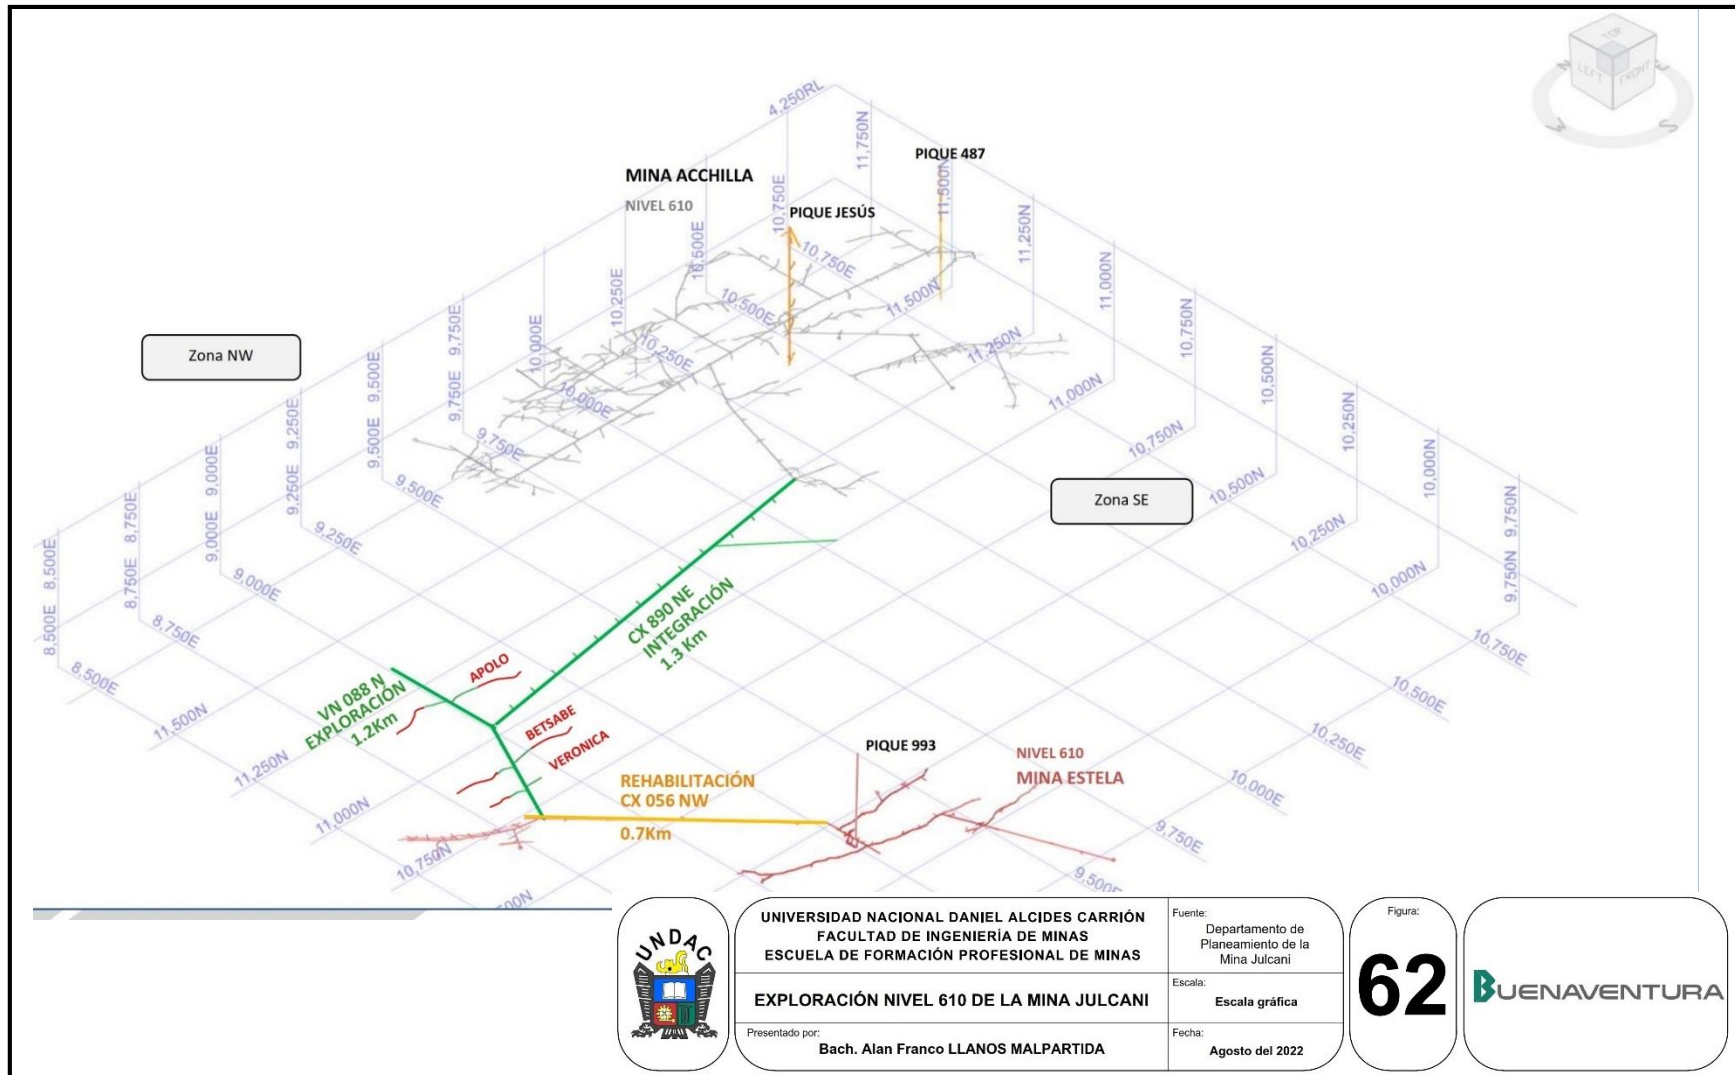 TOP
LEFT
FRONT
N
E
W
S
4,250RL
11,750N
PIQUE 487
11,500N
MINA ACCHILLA
NIVEL 610
10,750E
PIQUE JESÚS
10,500E
10,750E
11,250N
11,000N
10,250E
10,500E
11,500N
10,750N
10,000E
10,250E
11,250N
10,500N
Zona NW
9,750E
9,750E
10,000E
11,000N
10,250N
9,500E
9,500E
9,750E
10,750N
10,000N
9,250E
9,250E
9,500E
Zona SE
10,500N
9,750N
9,750N
9,000E
9,000E
9,250E
10,250N
8,750E
8,750E
9,000E
10,000N
8,500E
8,500E
8,750E
10,750E
8,500E
CX 890 NE
INTEGRACIÓN
1.3 Km
10,500E
APOLO
VN 088 N
EXPLORACIÓN
1.2Km
11,500N
BETSABE
VERONICA
10,250E
11,250N
PIQUE 993
NIVEL 610
MINA ESTELA
10,000E
REHABILITACIÓN
CX 056 NW
0.7Km
11,000N
9,750E
10,750N
9,500E
500N
UNDAC
UNIVERSIDAD NACIONAL DANIEL ALCIDES CARRIÓN
FACULTAD DE INGENIERÍA DE MINAS
ESCUELA DE FORMACIÓN PROFESIONAL DE MINAS
EXPLORACIÓN NIVEL 610 DE LA MINA JULCANI
Presentado por:
Bach. Alan Franco LLANOS MALPARTIDA
Fuente:
Departamento de
Planeamiento de la
Mina Julcani
Escala:
Escala gráfica
Fecha:
Agosto del 2022
Figura:
62
BUENAVENTURA